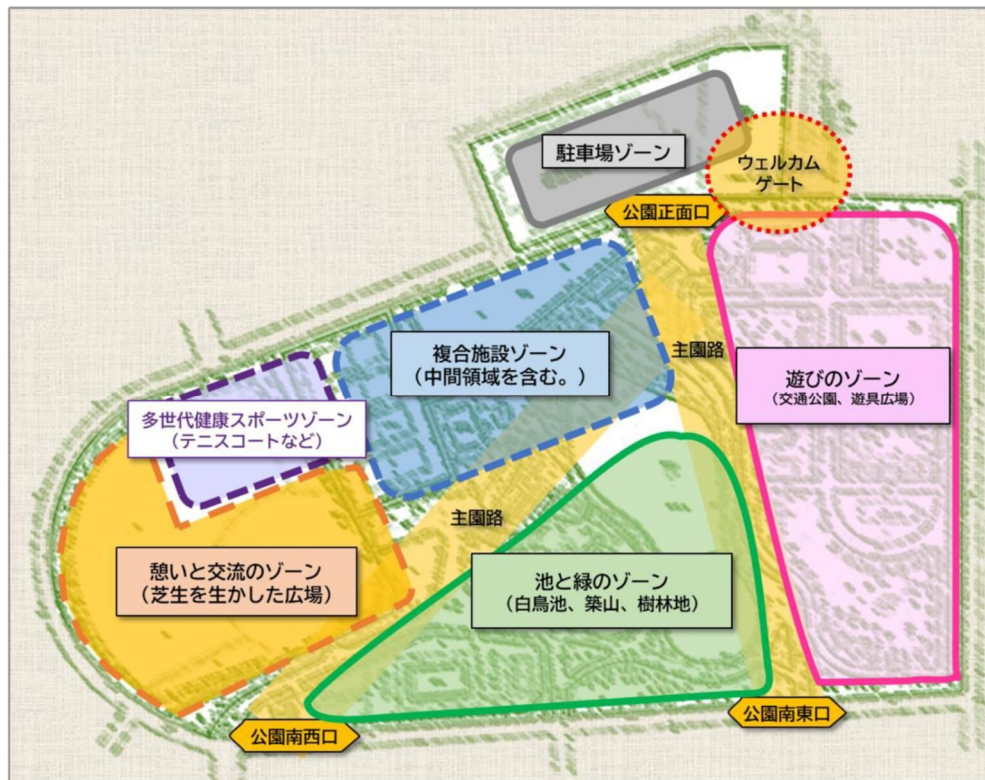 駐車場ゾーン
ウェルカム
ゲート
公園正面口
複合施設ゾーン
(中間領域を含む。)
主園路
遊びのゾーン
(交通公園、遊具広場)
多世代健康スポーツゾーン
(テニスコートなど)
主園路
憩いと交流のゾーン
(芝生を生かした広場)
池と緑のゾーン
(白鳥池、築山、樹林地)
公園南西口
公園南東口